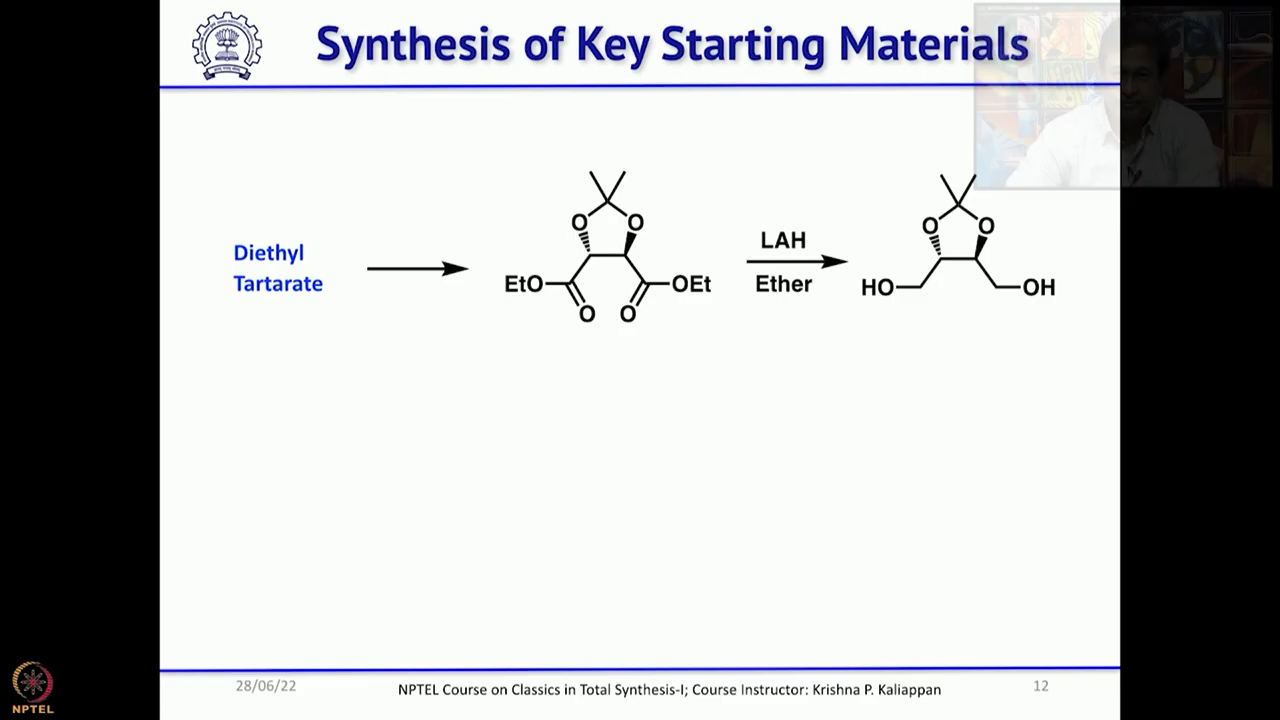 Synthesis of Key Starting Materials
Diethyl
Tartarate
O O
EtO OEt
O O
LAH
Ether
O O
HO OH
28/06/22
NPTEL Course on Classics in Total Synthesis-I; Course Instructor: Krishna P. Kaliappan
12
NPTEL